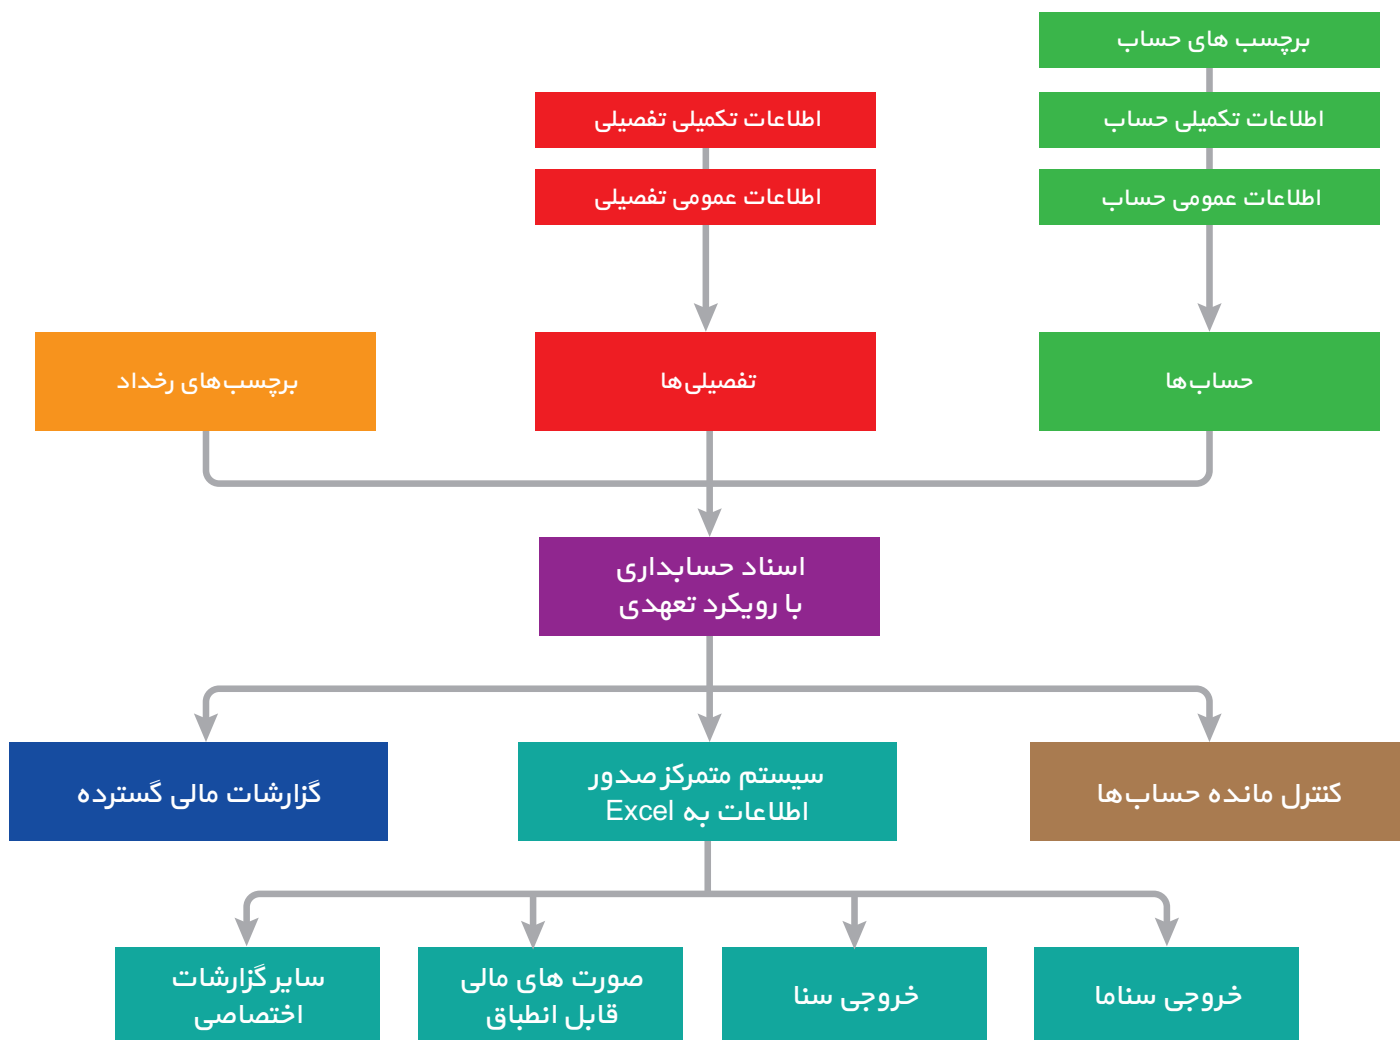 برچسب های حساب
اطلاعات تکمیلی حساب
اطلاعات تکمیلی تفصیلی
اطلاعات عمومی حساب
اطلاعات عمومی تفصیلی
حساب‌ها
تفصیلی‌ها
برچسب‌های رخداد
اسناد حسابداری
با رویکرد تعهدی
کنترل مانده حساب‌ها
سیستم متمرکز صدور
اطلاعات به Excel
گزارشات مالی گسترده
خروجی سناما
خروجی سنا
صورت های مالی
قابل انطباق
سایر گزارشات
اختصاصی